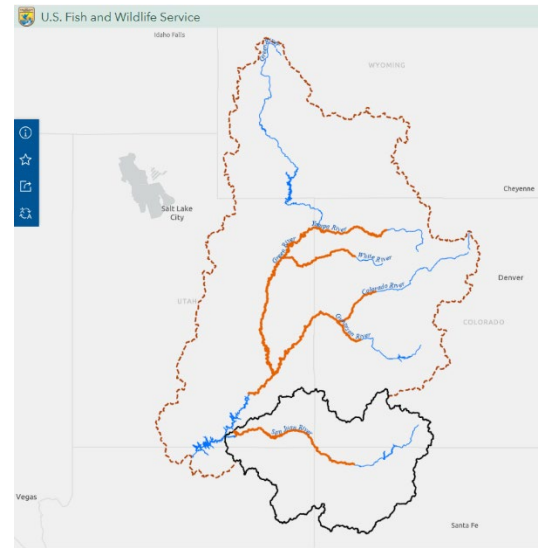 U.S. Fish and Wildlife Service
Idaho Falls
WYOMING
Cheyenne
Salt Lake
City
Yampa River
Green River
White River
Colorado River
Denver
UTAH
COLORADO
Gunnison River
San Juan River
Vegas
Santa Fe